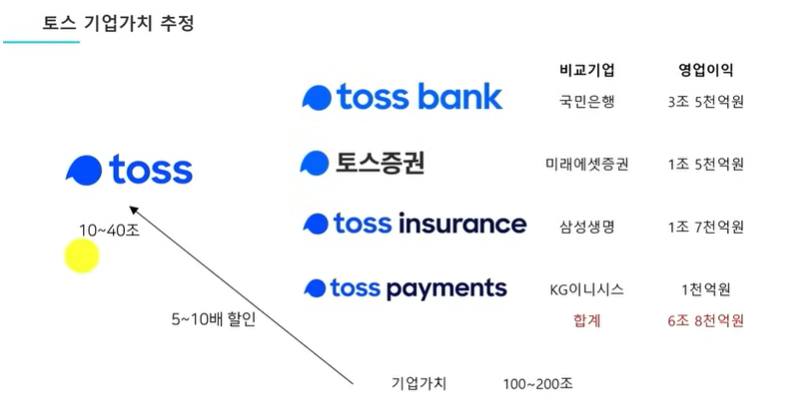 토스 기업가치 추정
비교기업 영업이익
toss bank 국민은행 3조 5천억원
toss
토스증권 미래에셋증권 1조 5천억원
toss insurance 삼성생명 1조 7천억원
10~40조
toss payments KG이니시스 1천억원
5~10배 할인
합계 6조 8천억원
기업가치 100~200조